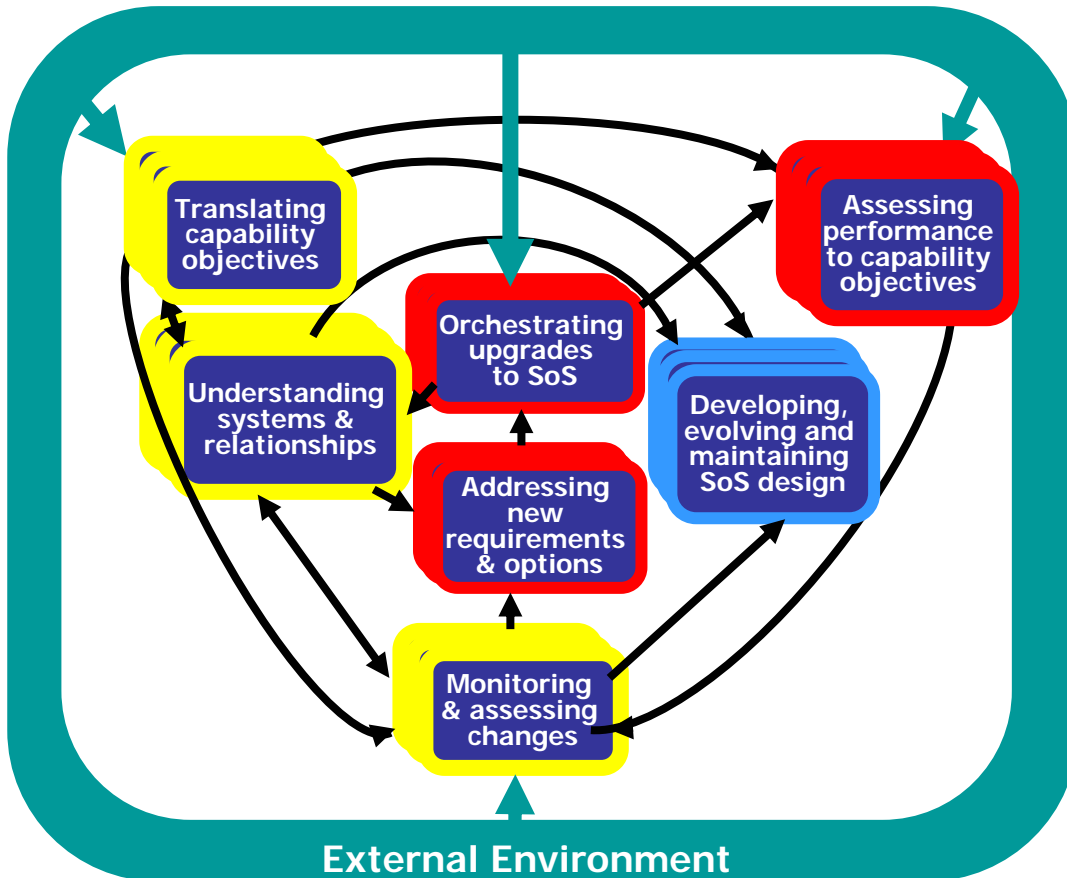 Translating
capability
objectives
Assessing
performance
to capability
objectives
Orchestrating
upgrades
to SoS
Understanding
systems &
relationships
Developing,
evolving and
maintaining
SoS design
Addressing
new
requirements
& options
Monitoring
& assessing
changes
External Environment